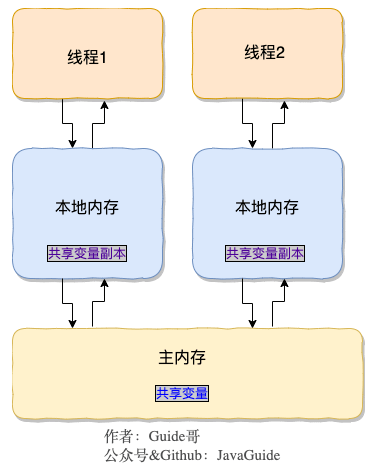 线程1
线程2
本地内存
本地内存
共享变量副本
共享变量副本
主内存
共享变量
作者：Guide哥
公众号&Github：JavaGuide